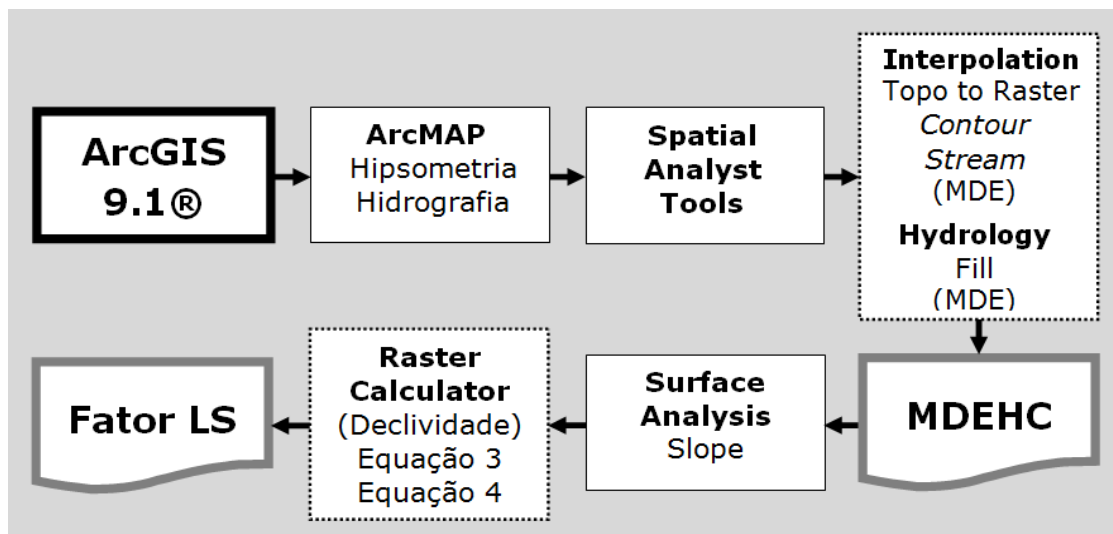 ArcGIS
9.1®
ArcMAP
Hipsometria
Hidrografia
Spatial
Analyst
Tools
Interpolation
Topo to Raster
Contour
Stream
(MDE)
Hydrology
Fill
(MDE)
MDEHC
Surface
Analysis
Slope
Raster
Calculator
(Declividade)
Equação 3
Equação 4
Fator LS